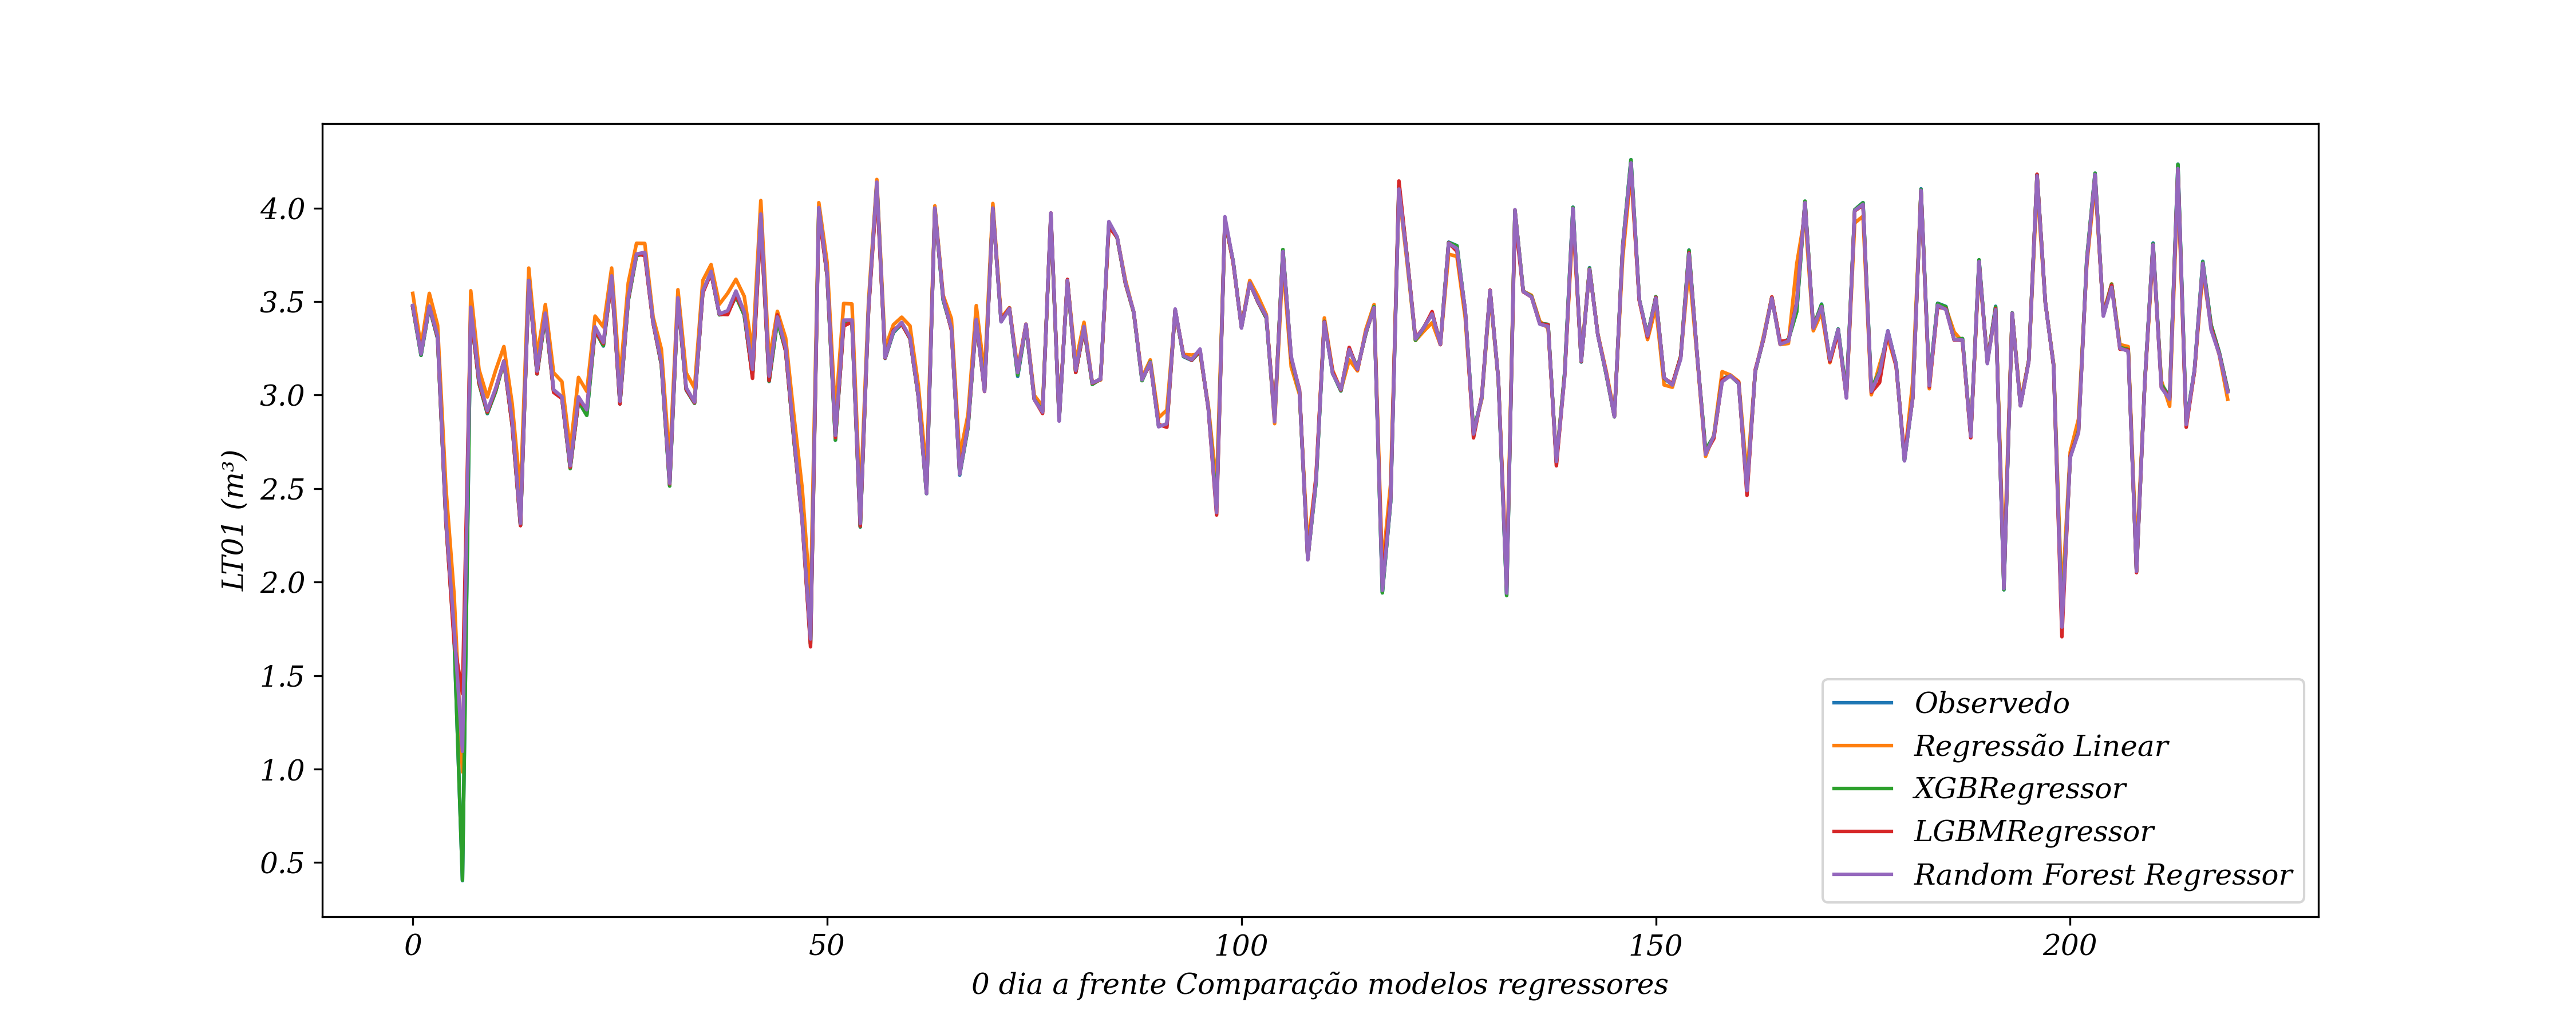 4.0
3.5
3.0
2.5
2.0
1.5
1.0
0.5
LT01 (m³)
0 50 100 150 200
0 dia a frente Comparação modelos regressores
Observedo
Regressão Linear
XGBRegressor
LGBMRegressor
Random Forest Regressor